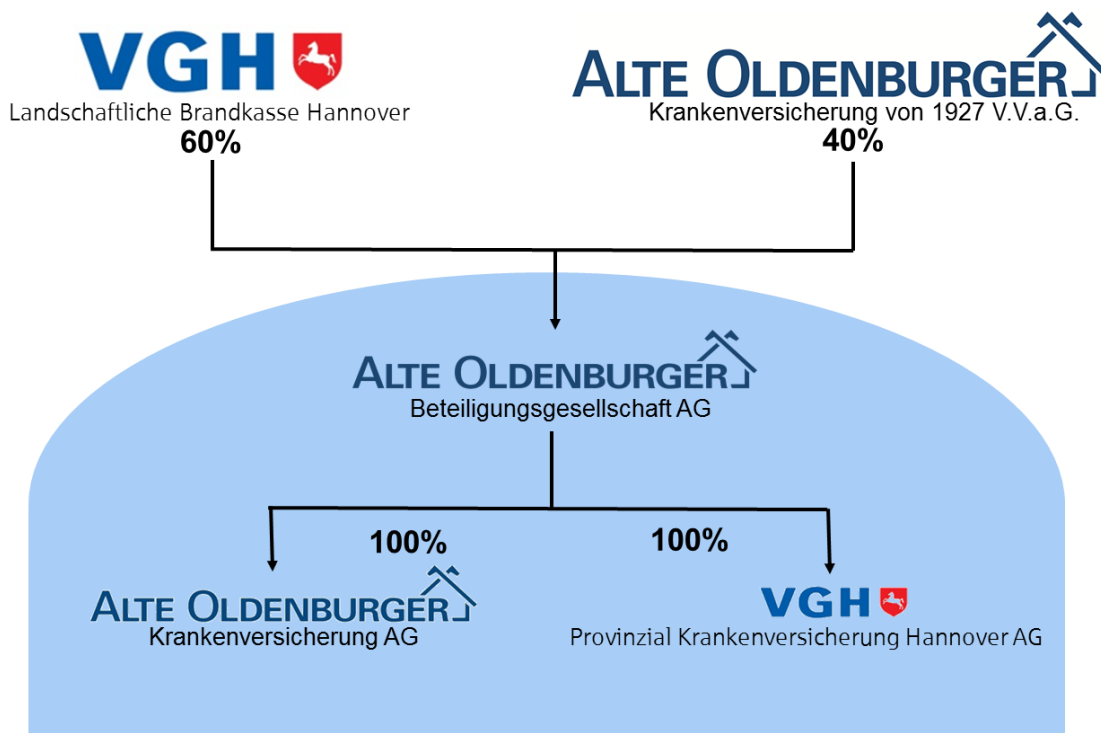 VGH
Landschaftliche Brandkasse Hannover
60%
ALTE OLDENBURGER
Krankenversicherung von 1927 V.V.a.G.
40%
ALTE OLDENBURGER
Beteiligungsgesellschaft AG
100%
100%
ALTE OLDENBURGER
Krankenversicherung AG
VGH
Provinzial Krankenversicherung Hannover AG